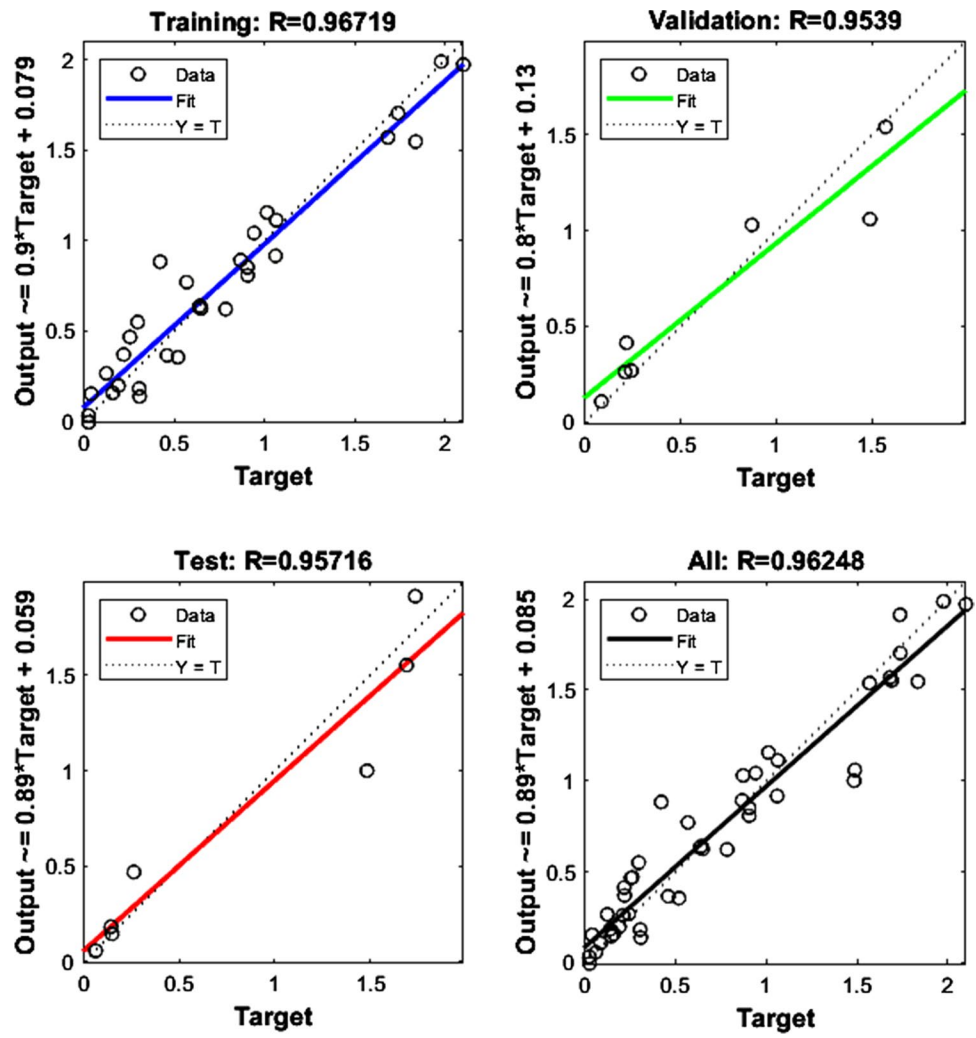 Training: R=0.96719
Output ~= 0.9*Target + 0.079
Data
Fit
Y = T
2
1.5
1
0.5
0
0
0.5
1
1.5
2
Target
Validation: R=0.9539
Output ~= 0.8*Target + 0.13
Data
Fit
Y = T
1.5
1
0.5
0
0
0.5
1
1.5
Target
Test: R=0.95716
Output ~= 0.89*Target + 0.059
Data
Fit
Y = T
1.5
1
0.5
0
0
0.5
1
1.5
Target
All: R=0.96248
Output ~= 0.89*Target + 0.085
Data
Fit
Y = T
2
1.5
1
0.5
0
0
0.5
1
1.5
2
Target